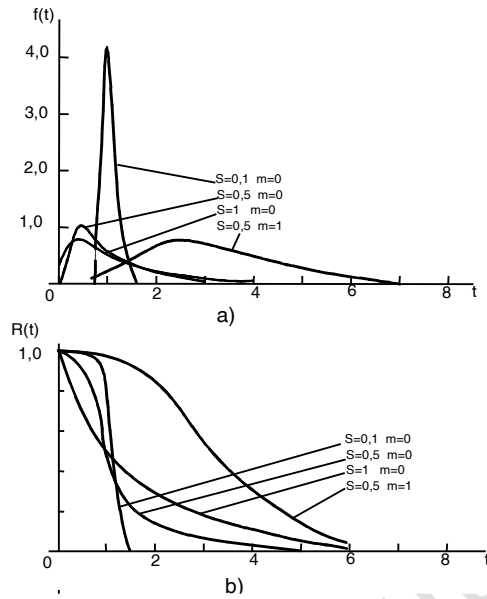 f(t)
4,0
3,0
2,0
S=0,1 m=0
S=0,5 m=0
S=1 m=0
S=0,5 m=1
1,0
0 2 4 6 8 t
a)
R(t)
1,0
S=0,1 m=0
S=0,5 m=0
S=1 m=0
S=0,5 m=1
0 2 4 6 8 t
b)